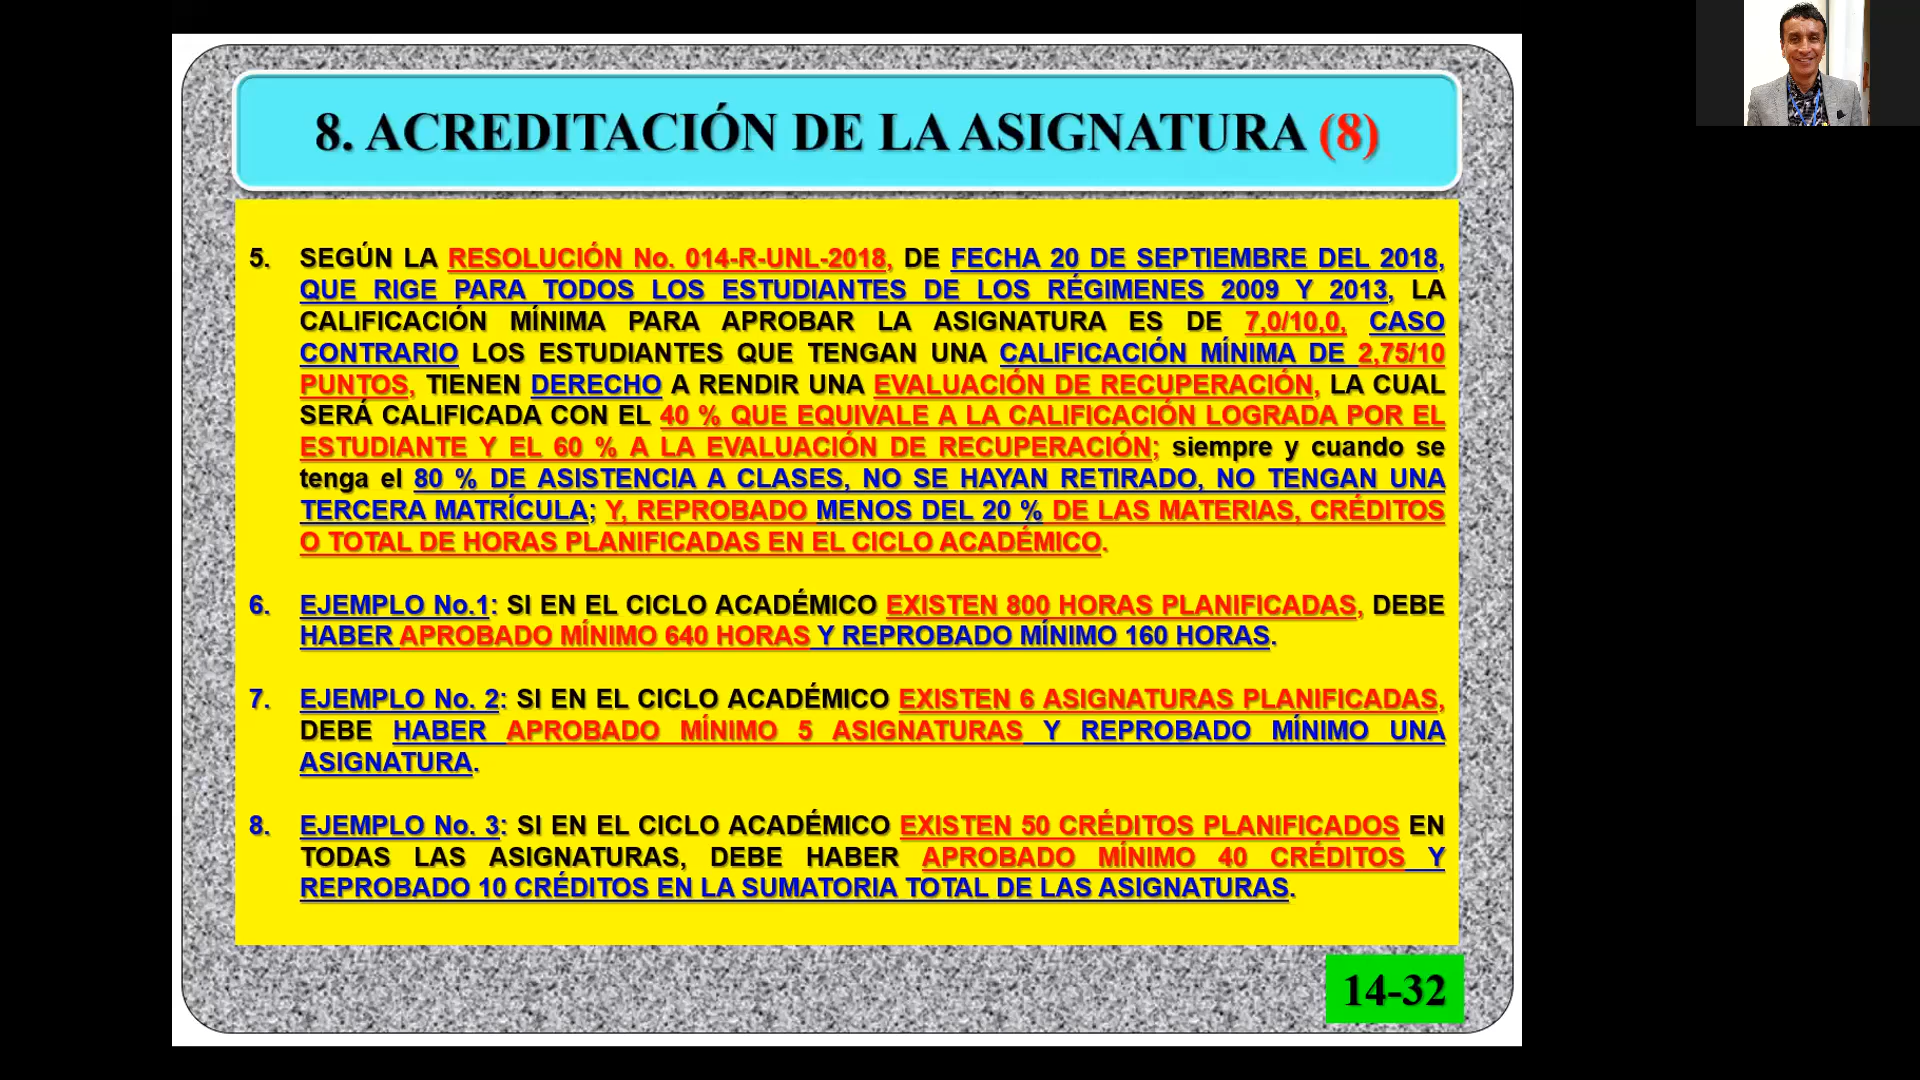 8. ACREDITACIÓN DE LA ASIGNATURA (8)
5. SEGÚN LA RESOLUCIÓN No. 014-R-UNL-2018, DE FECHA 20 DE SEPTIEMBRE DEL 2018,
QUE RIGE PARA TODOS LOS ESTUDIANTES DE LOS RÉGIMENES 2009 Y 2013, LA
CALIFICACIÓN MÍNIMA PARA APROBAR LA ASIGNATURA ES DE 7,0/10,0, CASO
CONTRARIO LOS ESTUDIANTES QUE TENGAN UNA CALIFICACIÓN MÍNIMA DE 2,75/10
PUNTOS, TIENEN DERECHO A RENDIR UNA EVALUACIÓN DE RECUPERACIÓN, LA CUAL
SERÁ CALIFICADA CON EL 40 % QUE EQUIVALE A LA CALIFICACIÓN LOGRADA POR EL
ESTUDIANTE Y EL 60 % A LA EVALUACIÓN DE RECUPERACIÓN; siempre y cuando se
tenga el 80 % DE ASISTENCIA A CLASES, NO SE HAYAN RETIRADO, NO TENGAN UNA
TERCERA MATRÍCULA; Y, REPROBADO MENOS DEL 20 % DE LAS MATERIAS, CRÉDITOS
O TOTAL DE HORAS PLANIFICADAS EN EL CICLO ACADÉMICO.
6. EJEMPLO No.1: SI EN EL CICLO ACADÉMICO EXISTEN 800 HORAS PLANIFICADAS, DEBE
HABER APROBADO MÍNIMO 640 HORAS Y REPROBADO MÍNIMO 160 HORAS.
7. EJEMPLO No. 2: SI EN EL CICLO ACADÉMICO EXISTEN 6 ASIGNATURAS PLANIFICADAS,
DEBE HABER APROBADO MÍNIMO 5 ASIGNATURAS Y REPROBADO MÍNIMO UNA
ASIGNATURA.
8. EJEMPLO No. 3: SI EN EL CICLO ACADÉMICO EXISTEN 50 CRÉDITOS PLANIFICADOS EN
TODAS LAS ASIGNATURAS, DEBE HABER APROBADO MÍNIMO 40 CRÉDITOS Y
REPROBADO 10 CRÉDITOS EN LA SUMATORIA TOTAL DE LAS ASIGNATURAS.
14-32